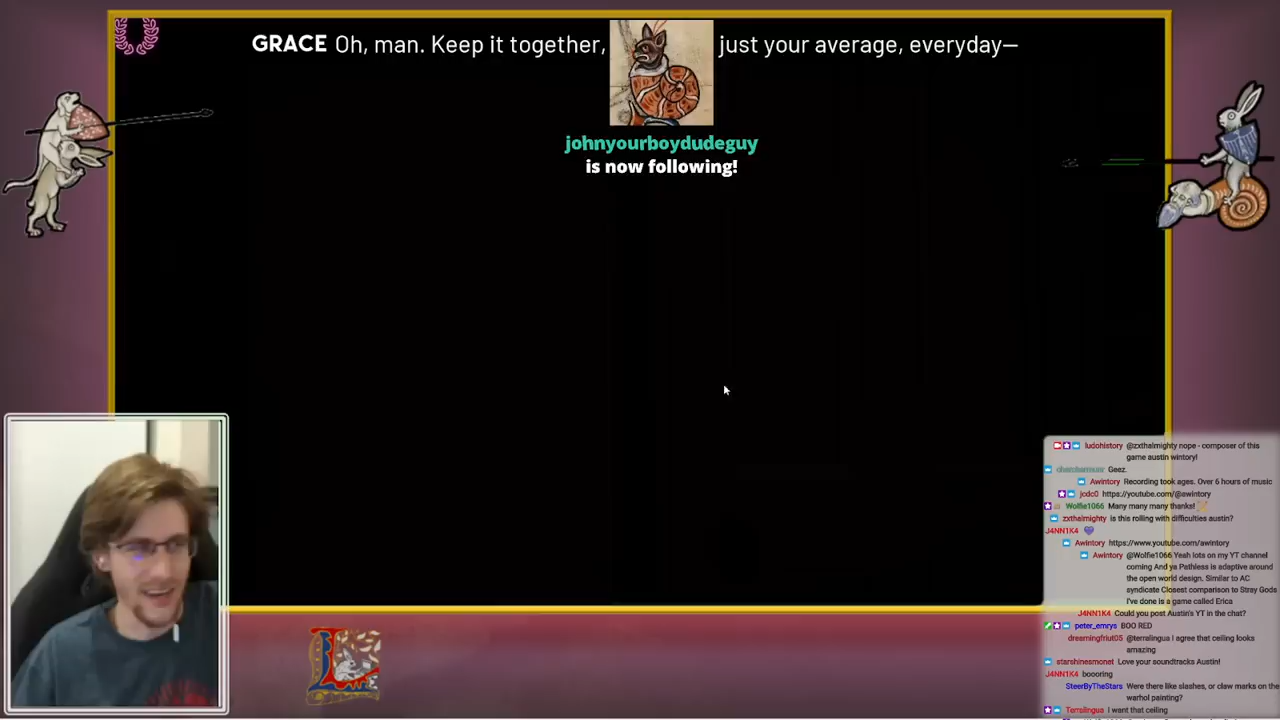 GRACE Oh, man. Keep it together, just your average, everyday—
johnyourboydudeguy
is now following!
ludohistory @zxthalmighty nope - composer of this
game austin wintory!
Geez.
Awintory Recording took ages. Over 6 hours of music
jcdc0 https://youtube.com/@awintory
Wolfie1066 Many many many thanks!
zxthalmighty is this rolling with difficulties austin?
J4NN1K4
Awintory https://www.youtube.com/awintory
Awintory @Wolfie1066 Yeah lots on my YT channel
coming And ya Pathless is adaptive around
the open world design. Similar to AC
syndicate Closest comparison to Stray Gods
I've done is a game called Erica
J4NN1K4 Could you post Austin's YT in the chat?
peter_emrys BOO RED
dreamingfriut05 @terralingua I agree that ceiling looks
amazing
starshinesmonet Love your soundtracks Austin!
J4NN1K4 boooring
SteerByTheStars Were there like slashes, or claw marks on the
warhol painting?
Terralingua I want that ceiling